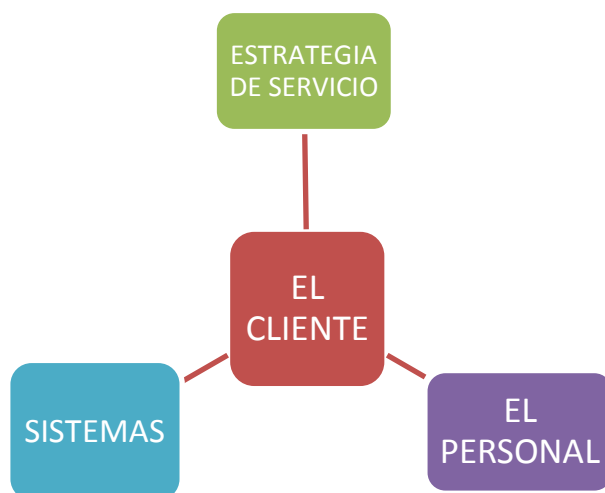 ESTRATEGIA
DE SERVICIO
EL
CLIENTE
SISTEMAS
EL
PERSONAL